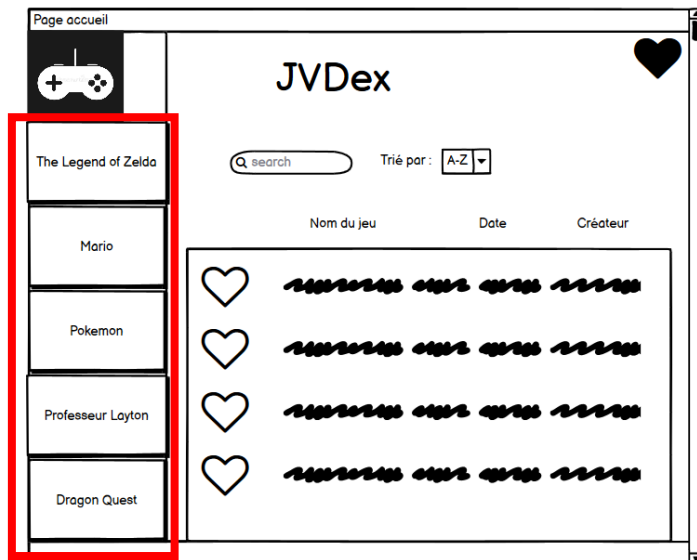 Page accueil
JVDex
The Legend of Zelda
Mario
Pokemon
Professeur Layton
Dragon Quest
search
Trié par :
A-Z
Nom du jeu
Date
Créateur